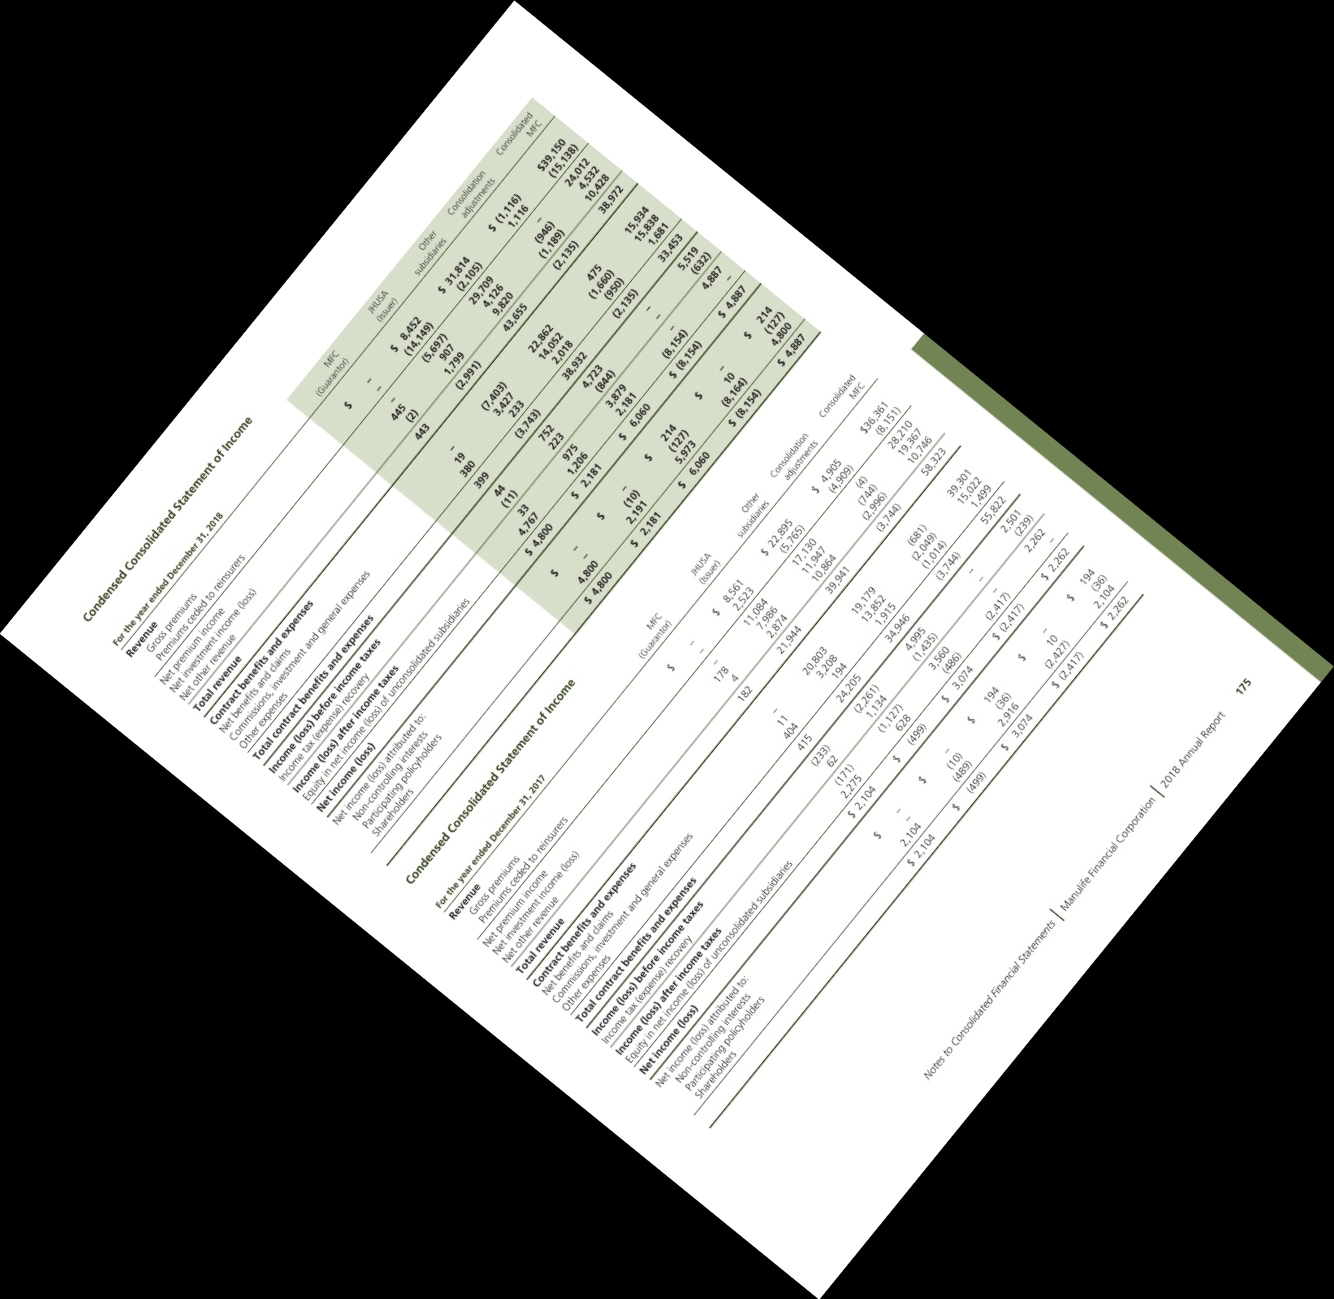 Condensed Consolidated Statement of Income
For the year ended December 31, 2018 MFC (Guarantor) JHUSA (Issuer) Other subsidiaries Consolidation adjustments Consolidated MFC
Revenue
Gross premiums $ – $ 8,452 $ 31,814 $ (1,116) $39,150
Premiums ceded to reinsurers – (14,149) (2,105) 1,116 (15,138)
Net premium income – (5,697) 29,709 – 24,012
Net investment income (loss) 445 907 4,126 (946) 4,532
Net other revenue (2) 1,799 9,820 (1,189) 10,428
Total revenue 443 (2,991) 43,655 (2,135) 38,972
Contract benefits and expenses
Net benefits and claims – (7,403) 22,862 475 15,934
Commissions, investment and general expenses 19 3,427 14,052 (1,660) 15,838
Other expenses 380 233 2,018 (950) 1,681
Total contract benefits and expenses 399 (3,743) 38,932 (2,135) 33,453
Income (loss) before income taxes 44 752 4,723 – 5,519
Income tax (expense) recovery (11) 223 (844) – (632)
Income (loss) after income taxes 33 975 3,879 – 4,887
Equity in net income (loss) of unconsolidated subsidiaries 4,767 1,206 2,181 (8,154) –
Net income (loss) $ 4,800 $ 2,181 $ 6,060 $ (8,154) $ 4,887
Net income (loss) attributed to:
Non-controlling interests $ – $ – $ 214 $ – $ 214
Participating policyholders – (10) (127) 10 (127)
Shareholders 4,800 2,191 5,973 (8,164) 4,800
$ 4,800 $ 2,181 $ 6,060 $ (8,154) $ 4,887
Condensed Consolidated Statement of Income
For the year ended December 31, 2017 MFC (Guarantor) JHUSA (Issuer) Other subsidiaries Consolidation adjustments Consolidated MFC
Revenue
Gross premiums $ – $ 8,561 $ 22,895 $ 4,905 $36,361
Premiums ceded to reinsurers – 2,523 (5,765) (4,909) (8,151)
Net premium income – 11,084 17,130 (4) 28,210
Net investment income (loss) 178 7,986 11,947 (744) 19,367
Net other revenue 4 2,874 10,864 (2,996) 10,746
Total revenue 182 21,944 39,941 (3,744) 58,323
Contract benefits and expenses
Net benefits and claims – 20,803 19,179 (681) 39,301
Commissions, investment and general expenses 11 3,208 13,852 (2,049) 15,022
Other expenses 404 194 1,915 (1,014) 1,499
Total contract benefits and expenses 415 24,205 34,946 (3,744) 55,822
Income (loss) before income taxes (233) (2,261) 4,995 – 2,501
Income tax (expense) recovery 62 1,134 (1,435) – (239)
Income (loss) after income taxes (171) (1,127) 3,560 – 2,262
Equity in net income (loss) of unconsolidated subsidiaries 2,275 628 (486) (2,417) –
Net income (loss) $ 2,104 $ (499) $ 3,074 $ (2,417) $ 2,262
Net income (loss) attributed to:
Non-controlling interests $ – $ – $ 194 $ – $ 194
Participating policyholders – (10) (36) 10 (36)
Shareholders 2,104 (489) 2,916 (2,427) 2,104
$ 2,104 $ (499) $ 3,074 $ (2,417) $ 2,262
Notes to Consolidated Financial Statements | Manulife Financial Corporation | 2018 Annual Report 175